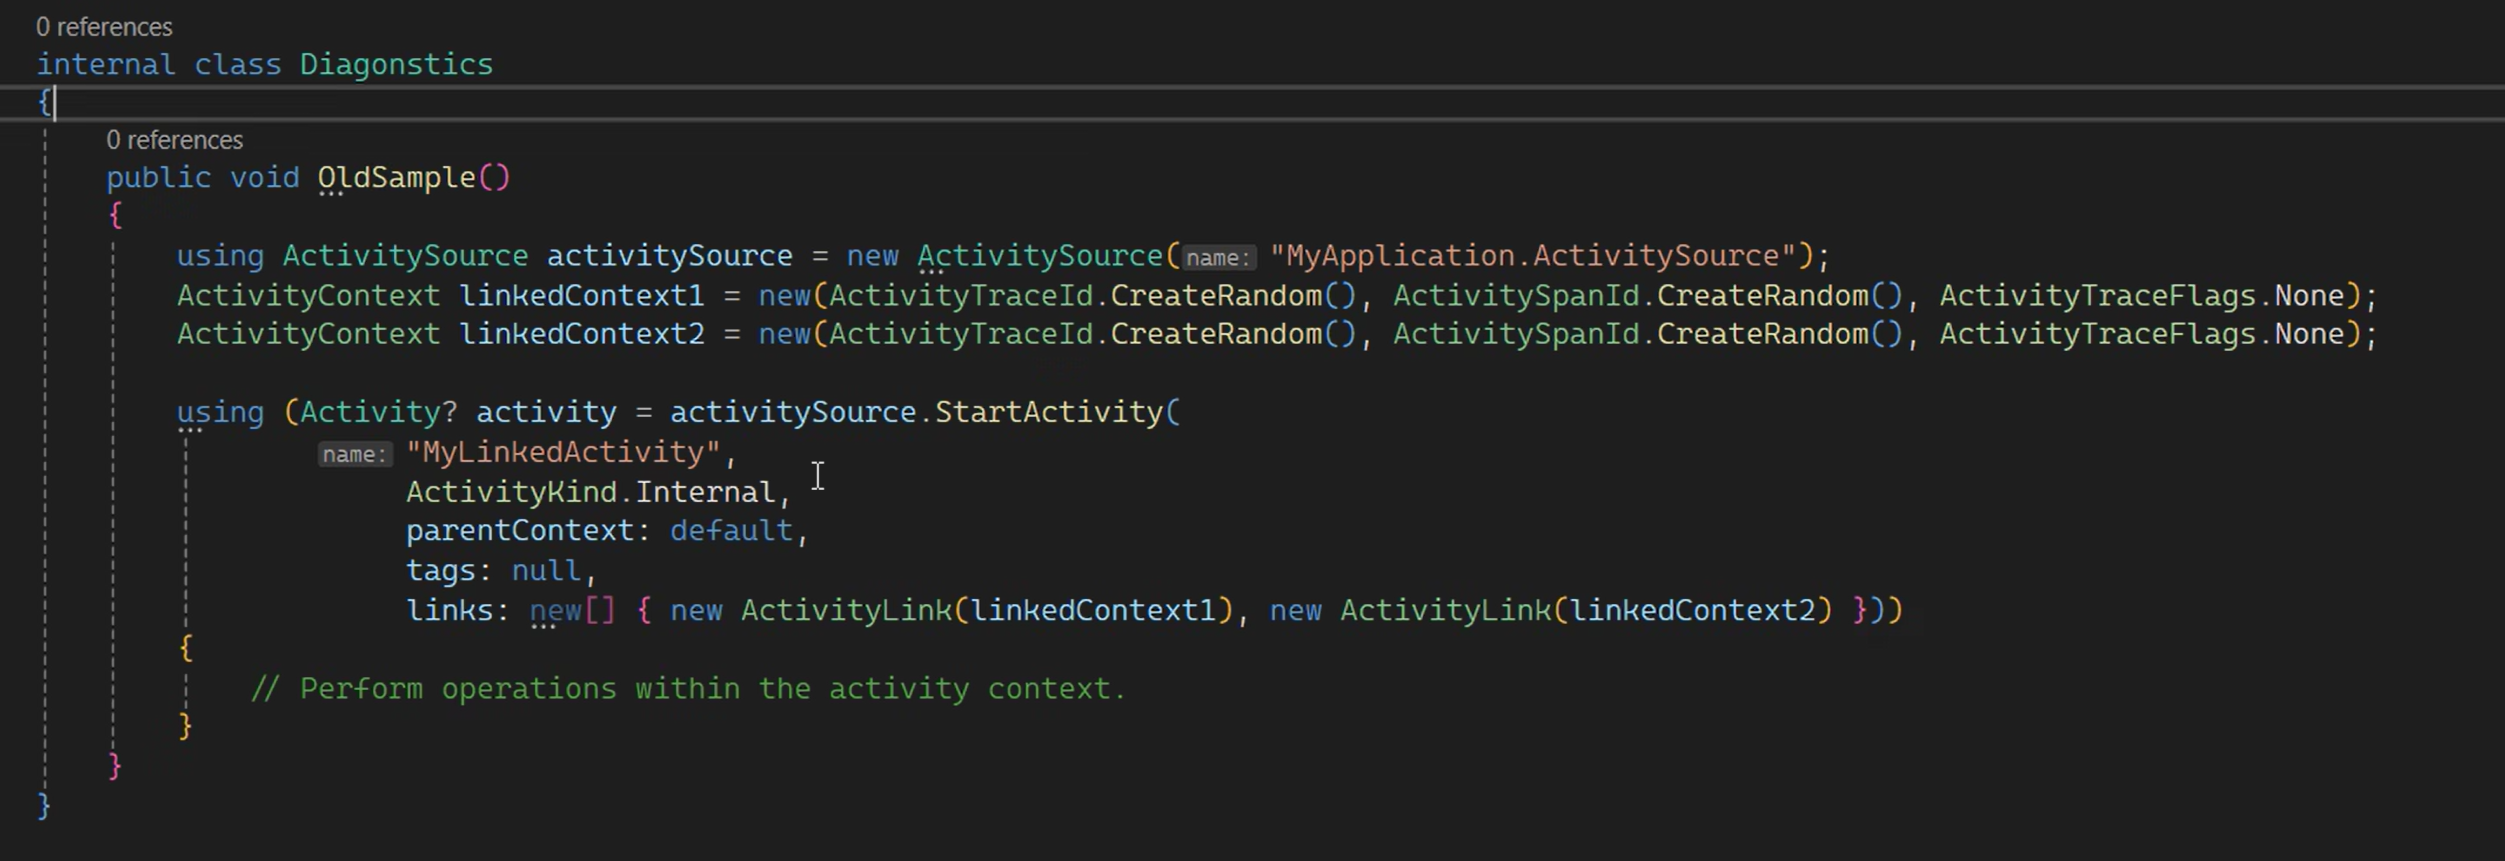 0 references
internal class Diagonstics
{
0 references
public void OldSample()
{
using ActivitySource activitySource = new ActivitySource(name: "MyApplication.ActivitySource");
ActivityContext linkedContext1 = new(ActivityTraceId.CreateRandom(), ActivitySpanId.CreateRandom(), ActivityTraceFlags.None);
ActivityContext linkedContext2 = new(ActivityTraceId.CreateRandom(), ActivitySpanId.CreateRandom(), ActivityTraceFlags.None);
using (Activity? activity = activitySource.StartActivity(
name: "MyLinkedActivity",
ActivityKind.Internal,
parentContext: default,
tags: null,
links: new[] { new ActivityLink(linkedContext1), new ActivityLink(linkedContext2) }))
{
// Perform operations within the activity context.
}
}
}